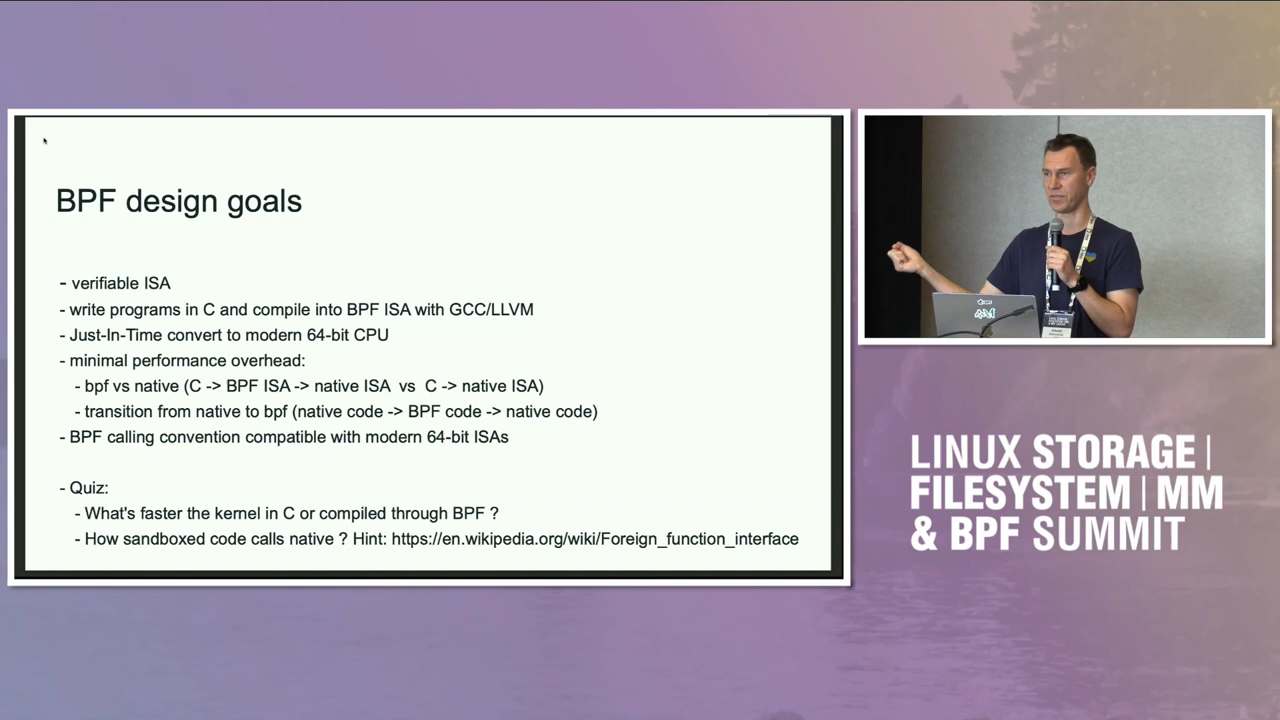 BPF design goals
- verifiable ISA
- write programs in C and compile into BPF ISA with GCC/LLVM
- Just-In-Time convert to modern 64-bit CPU
- minimal performance overhead:
- bpf vs native (C -> BPF ISA -> native ISA vs C -> native ISA)
- transition from native to bpf (native code -> BPF code -> native code)
- BPF calling convention compatible with modern 64-bit ISAs
- Quiz:
- What's faster the kernel in C or compiled through BPF ?
- How sandboxed code calls native ? Hint: https://en.wikipedia.org/wiki/Foreign_function_interface
LINUX STORAGE |
FILESYSTEM | MM
& BPF SUMMIT